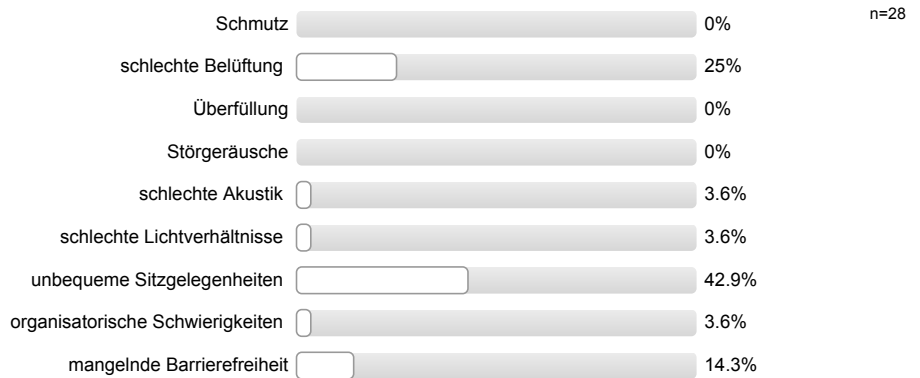 Schmutz 0% n=28
schlechte Belüftung 25%
Überfüllung 0%
Störgeräusche 0%
schlechte Akustik 3.6%
schlechte Lichtverhältnisse 3.6%
unbequeme Sitzgelegenheiten 42.9%
organisatorische Schwierigkeiten 3.6%
mangelnde Barrierefreiheit 14.3%